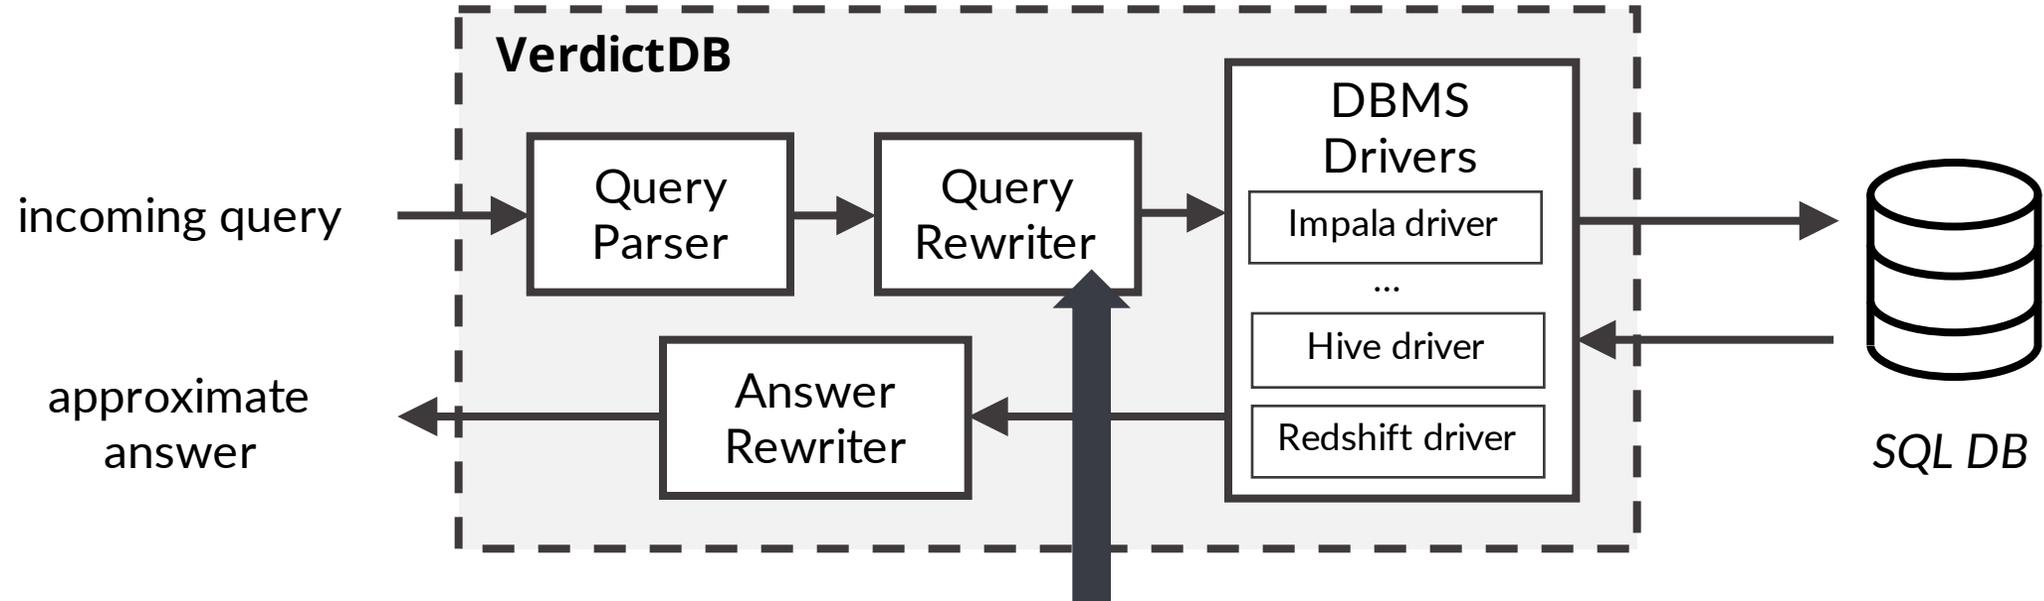 VerdictDB
incoming query
Query
Parser
Query
Rewriter
DBMS
Drivers
Impala driver
...
Hive driver
Redshift driver
SQL DB
Answer
Rewriter
approximate
answer